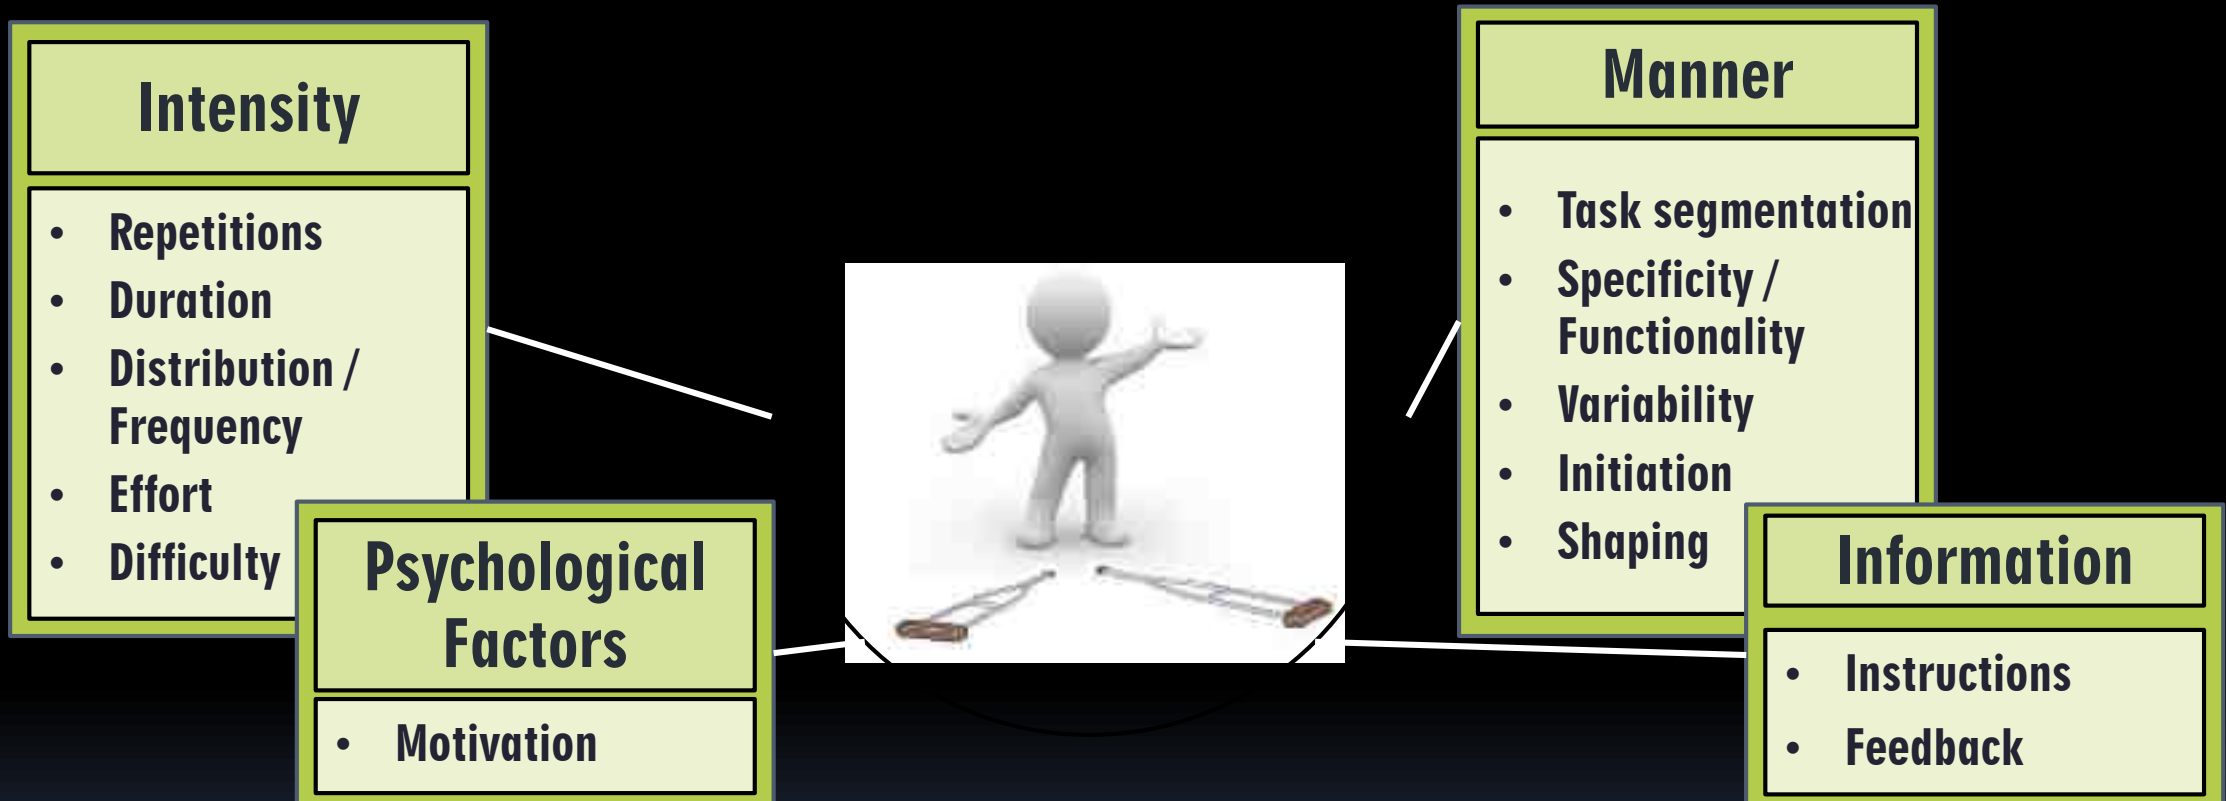 Intensity
• Repetitions
• Duration
• Distribution /
Frequency
• Effort
• Difficulty
Psychological
Factors
• Motivation
Manner
• Task segmentation
• Specificity /
Functionality
• Variability
• Initiation
• Shaping
Information
• Instructions
• Feedback